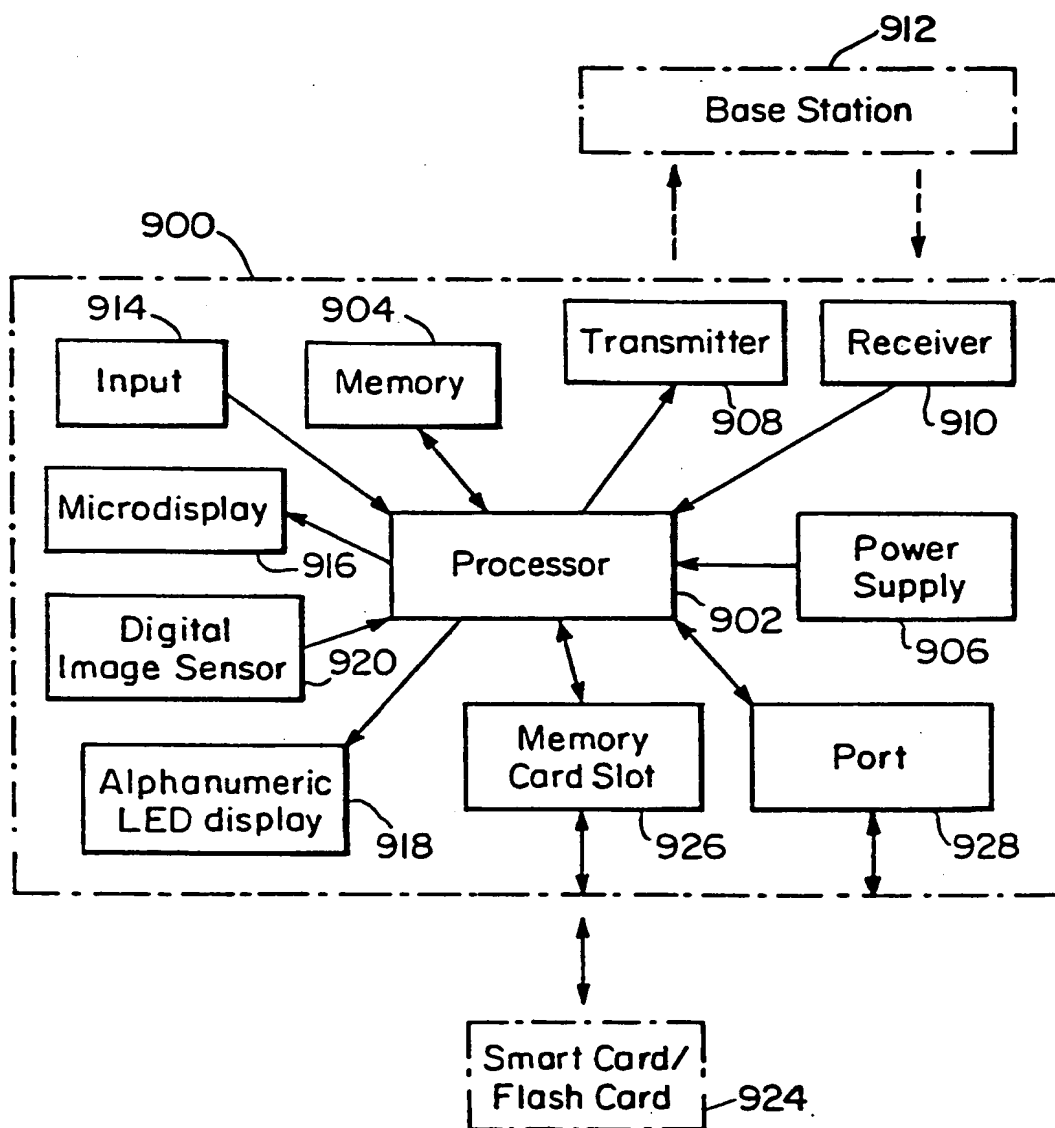 912
Base Station
900
914
904
Transmitter
Receiver
Input
Memory
908
910
Microdisplay
Processor
Power
Supply
916
902
906
Digital
Image Sensor
920
Memory
Card Slot
Port
Alphanumeric
LED display
918
926
928
Smart Card/
Flash Card
924